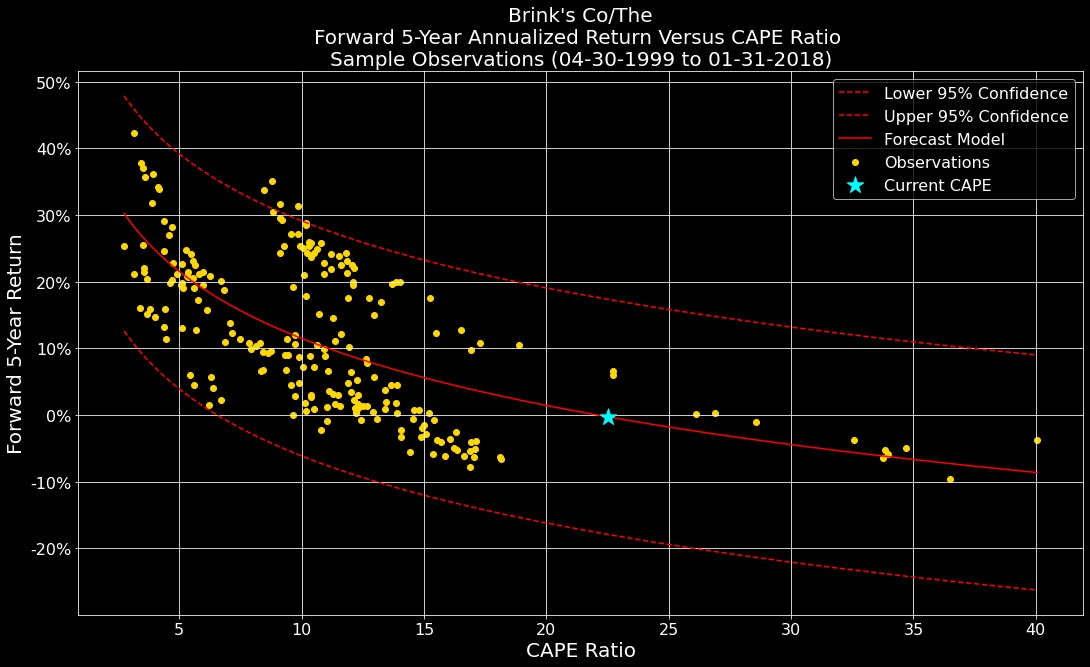 Brink's Co/The
Forward 5-Year Annualized Return Versus CAPE Ratio
Sample Observations (04-30-1999 to 01-31-2018)
Lower 95% Confidence
Upper 95% Confidence
Forecast Model
Observations
Current CAPE
Forward 5-Year Return
50%
40%
30%
20%
10%
0%
-10%
-20%
5 10 15 20 25 30 35 40
CAPE Ratio